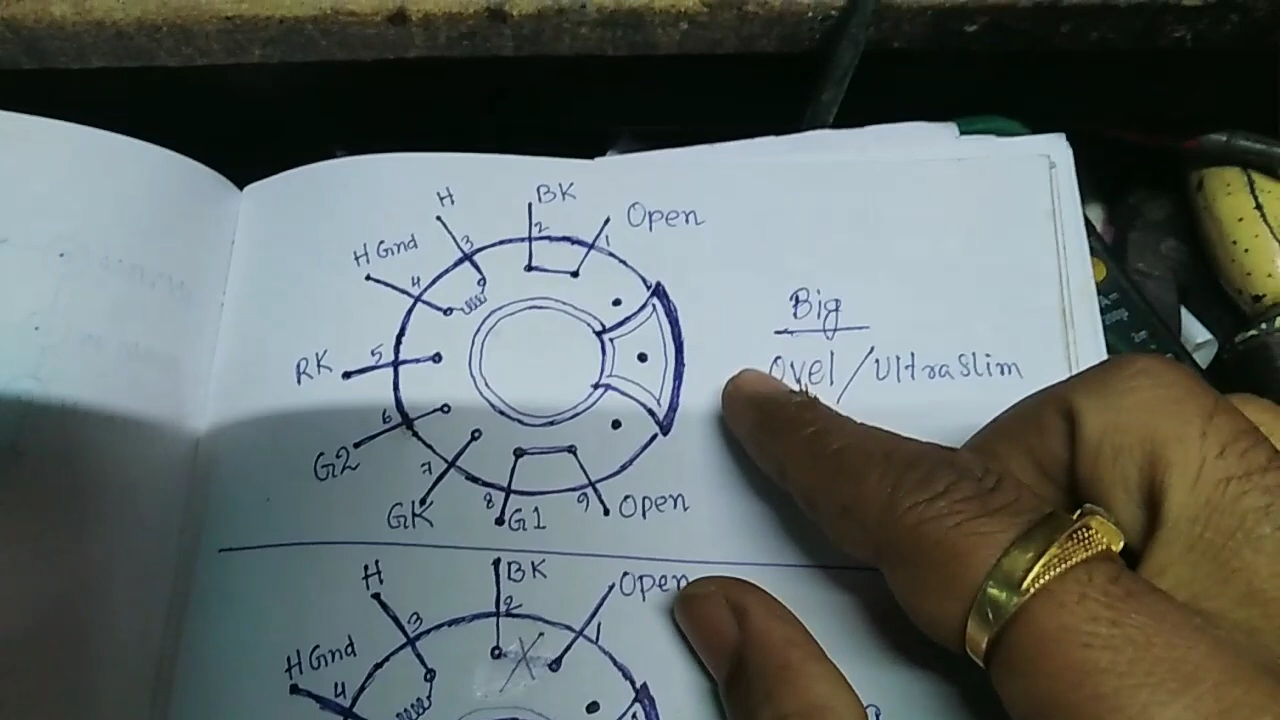 BK
H
2
Open
1
3
H Gnd
4
Big
RK
5
Ovel/Ultraslim
6
G2
7
GK
8
G1
9
Open
H
BK
Open
2
1
3
H Gnd
4
X